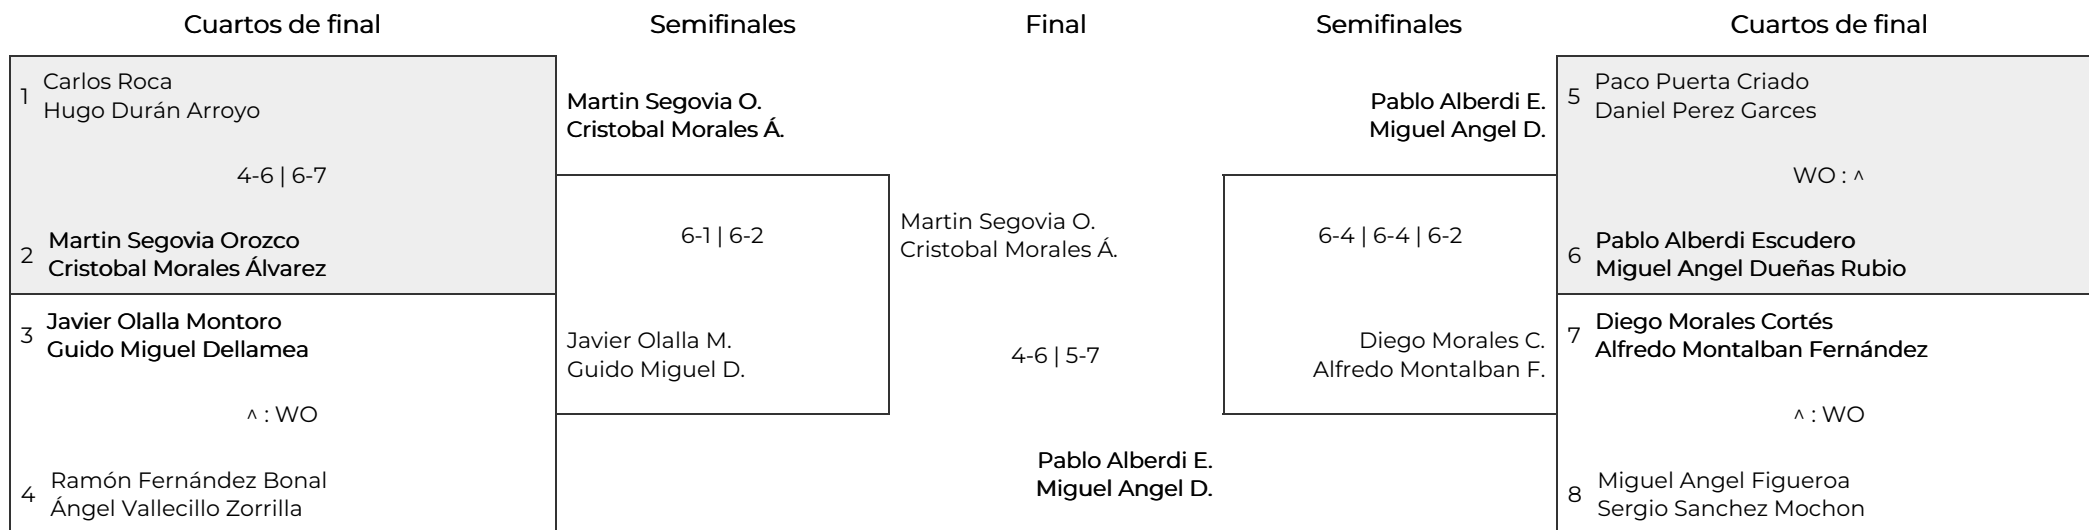 Cuartos de final
Semifinales
Final
Semifinales
Cuartos de final
1
Carlos Roca
Hugo Durán Arroyo
4-6 | 6-7
2
Martin Segovia Orozco
Cristobal Morales Álvarez
3
Javier Olalla Montoro
Guido Miguel Dellamea
^ : WO
4
Ramón Fernández Bonal
Ángel Vallecillo Zorrilla
Martin Segovia O.
Cristobal Morales Á.
6-1 | 6-2
Javier Olalla M.
Guido Miguel D.
Martin Segovia O.
Cristobal Morales Á.
4-6 | 5-7
Pablo Alberdi E.
Miguel Angel D.
Pablo Alberdi E.
Miguel Angel D.
6-4 | 6-4 | 6-2
Diego Morales C.
Alfredo Montalban F.
5
Paco Puerta Criado
Daniel Perez Garces
WO : ^
6
Pablo Alberdi Escudero
Miguel Angel Dueñas Rubio
7
Diego Morales Cortés
Alfredo Montalban Fernández
^ : WO
8
Miguel Angel Figueroa
Sergio Sanchez Mochon